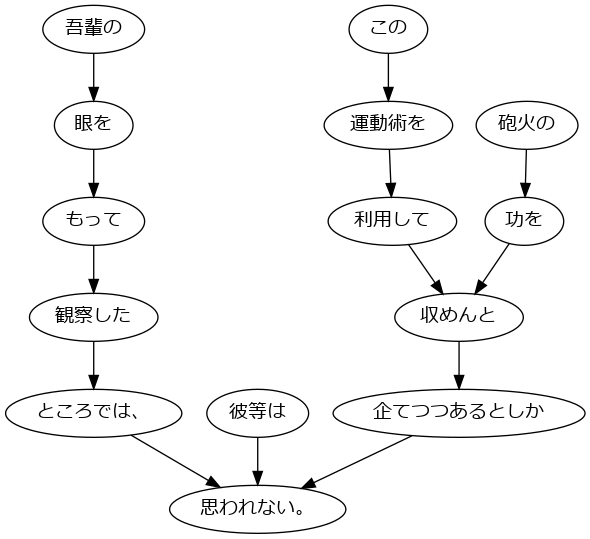 吾輩の
この
眼を
運動術を
砲火の
もって
利用して
功を
観察した
収めんと
ところでは、
彼等は
企てつつあるとしか
思われない。